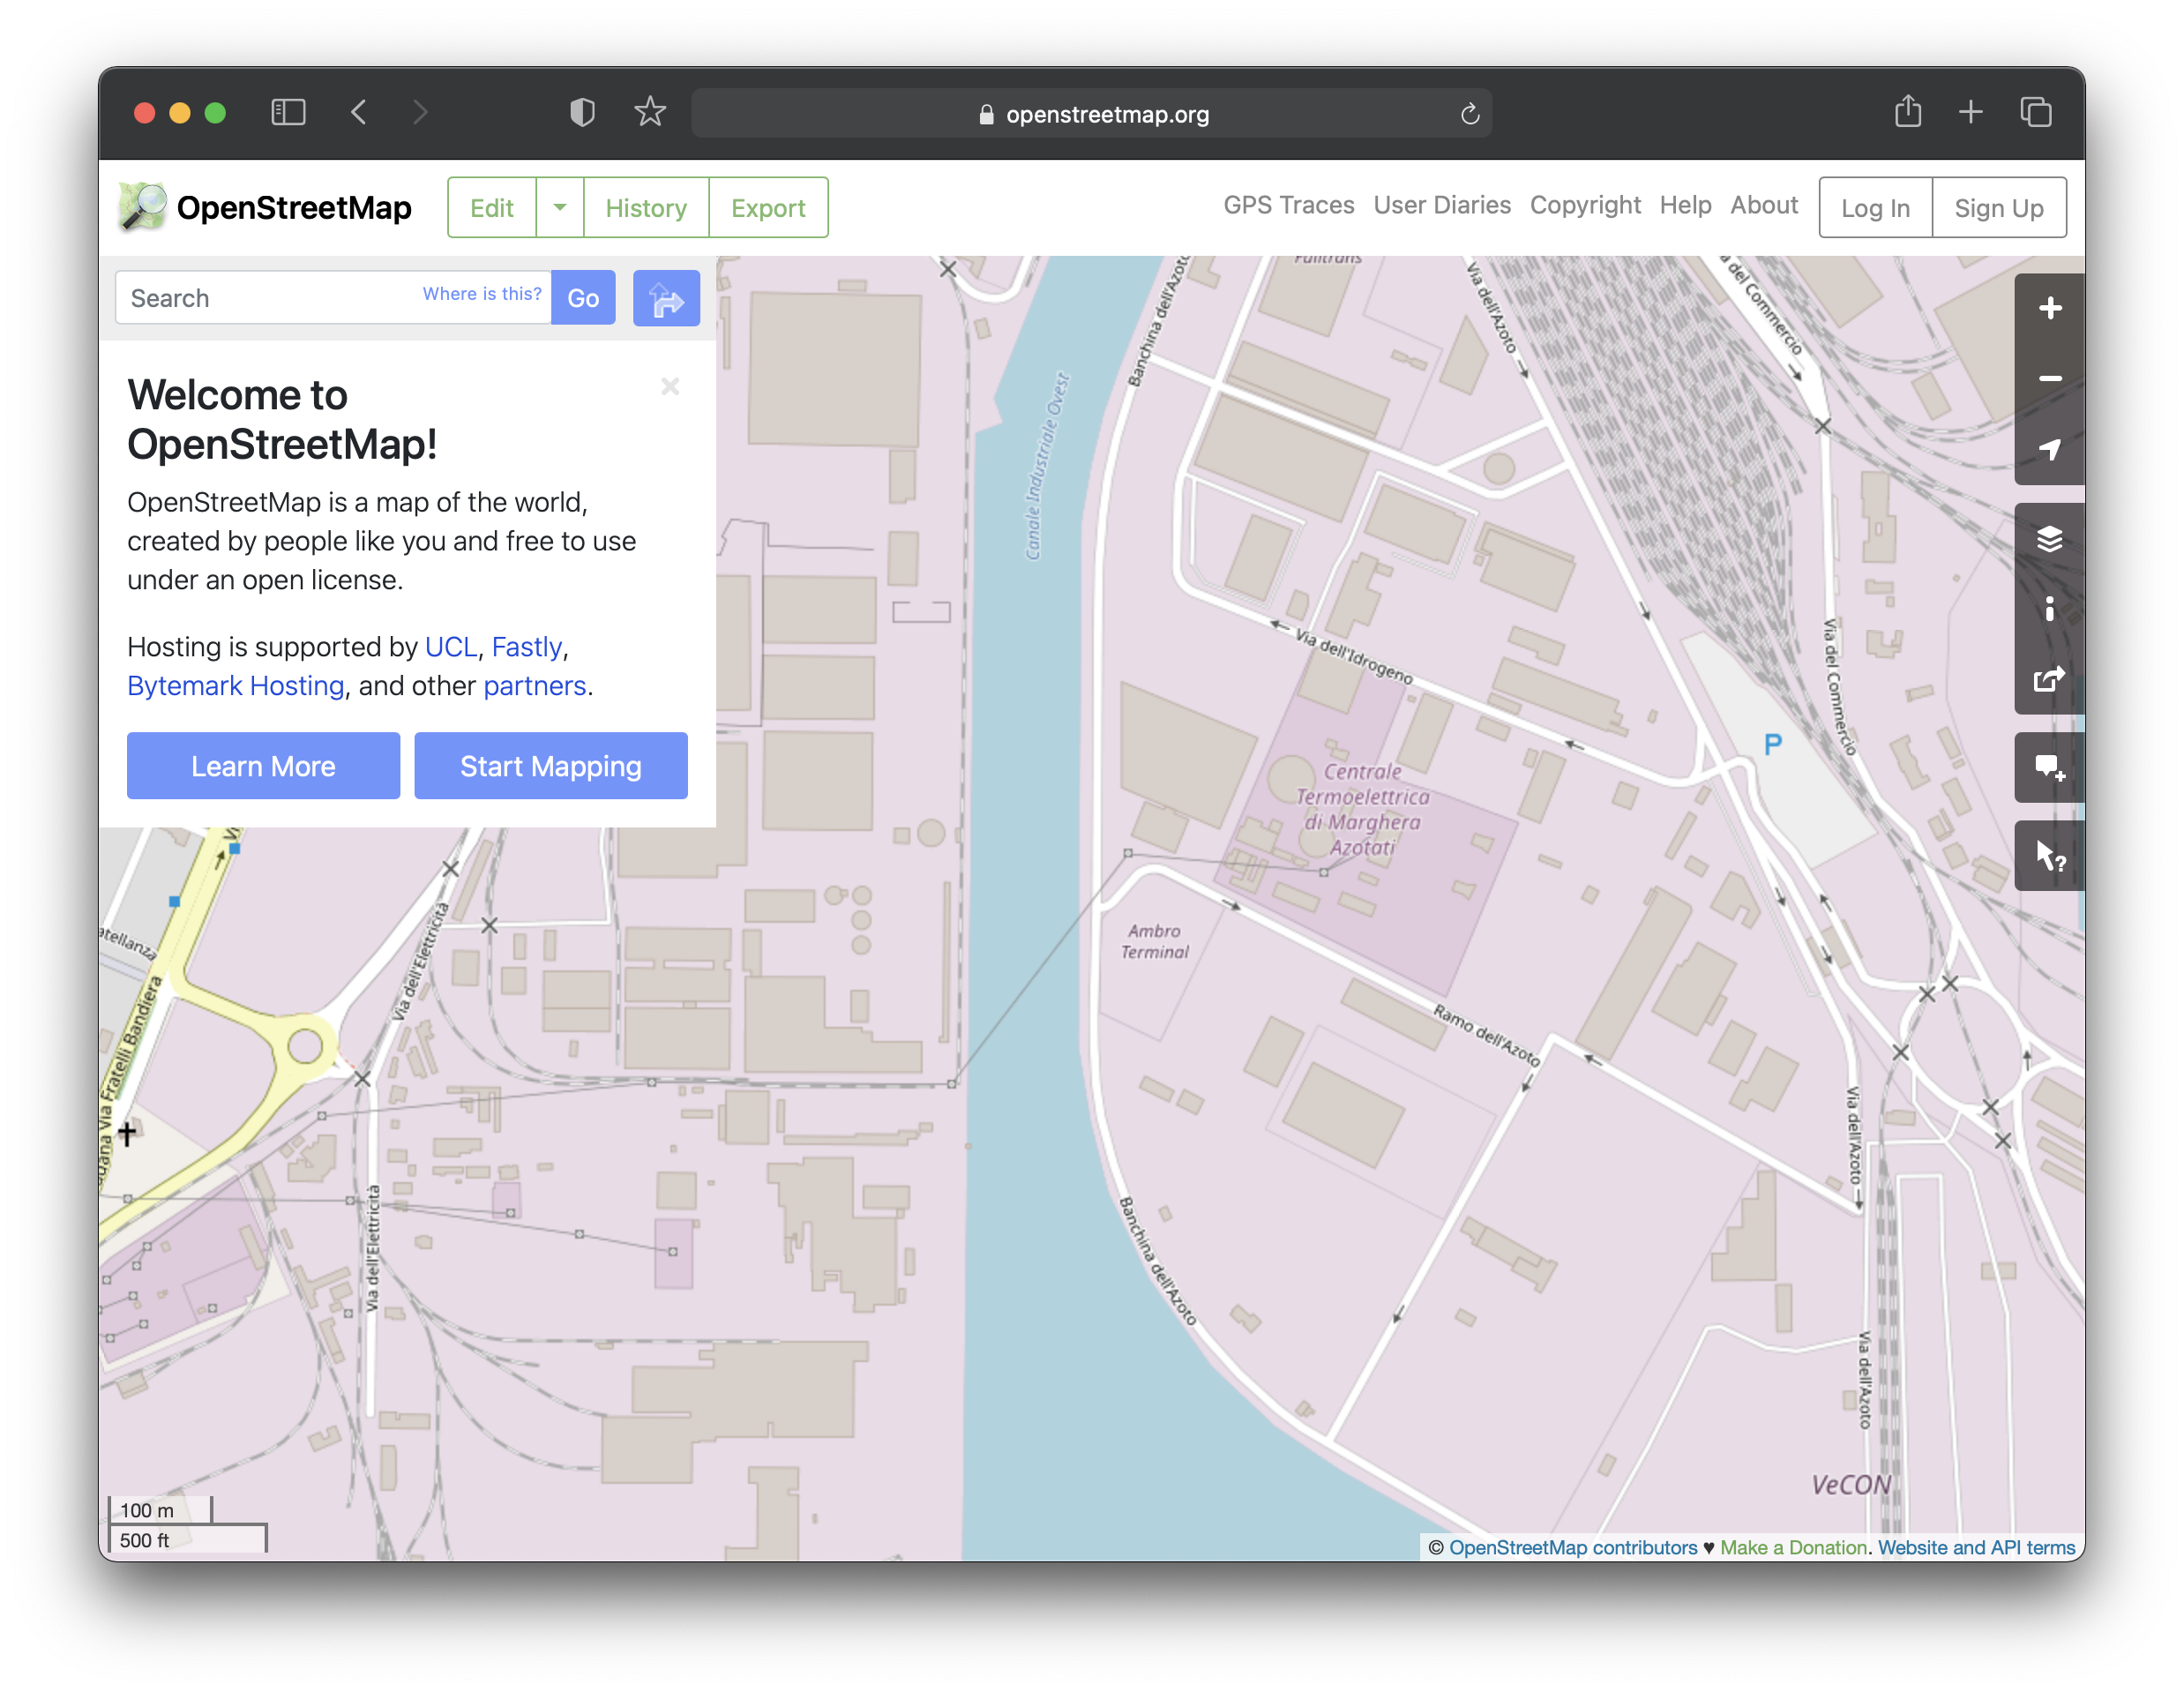 openstreetmap.org
OpenStreetMap
Edit
History
Export
GPS Traces
User Diaries
Copyright
Help
About
Log In
Sign Up
Search
Where is this?
Go
Welcome to
OpenStreetMap!
OpenStreetMap is a map of the world,
created by people like you and free to use
under an open license.
Hosting is supported by UCL, Fastly,
Bytemark Hosting, and other partners.
Learn More
Start Mapping
Banchina dell'Azoto
Via dell'Azoto
del Commercio
Canale Industriale Ovest
Via dell'Idrogeno
Via del Commercio
P
Centrale
Termoelettrica
di Marghera
Azotati
Ambro
Terminal
Ramo dell'Azoto
Via dell'Elettricità
Via Fratelli Bandiera
Via dell'Azoto
Via dell'Elettricità
Banchina dell'Azoto
Via dell'Azoto
VeCON
100 m
500 ft
© OpenStreetMap contributors ♥ Make a Donation. Website and API terms